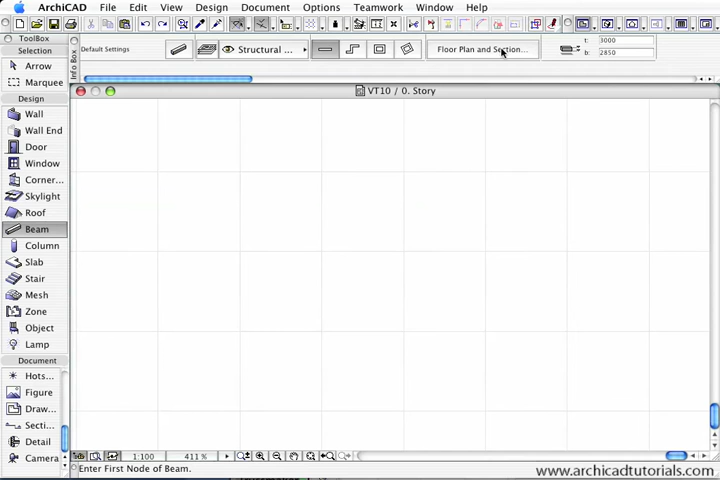 ArchiCAD File Edit View Design Document Options Teamwork Window Help
ToolBox
Selection
Arrow
Marquee
Design
Wall
Wall End
Door
Window
Corner...
Skylight
Roof
Beam
Column
Slab
Stair
Mesh
Zone
Object
Lamp
Document
Hots...
Figure
Draw...
Secti...
Detail
Camera
Info Box
Default Settings
Structural ...
Floor Plan and Section...
t: 3000
b: 2850
VT10 / 0. Story
1:100 411 %
Enter First Node of Beam.
www.archicadtutorials.com